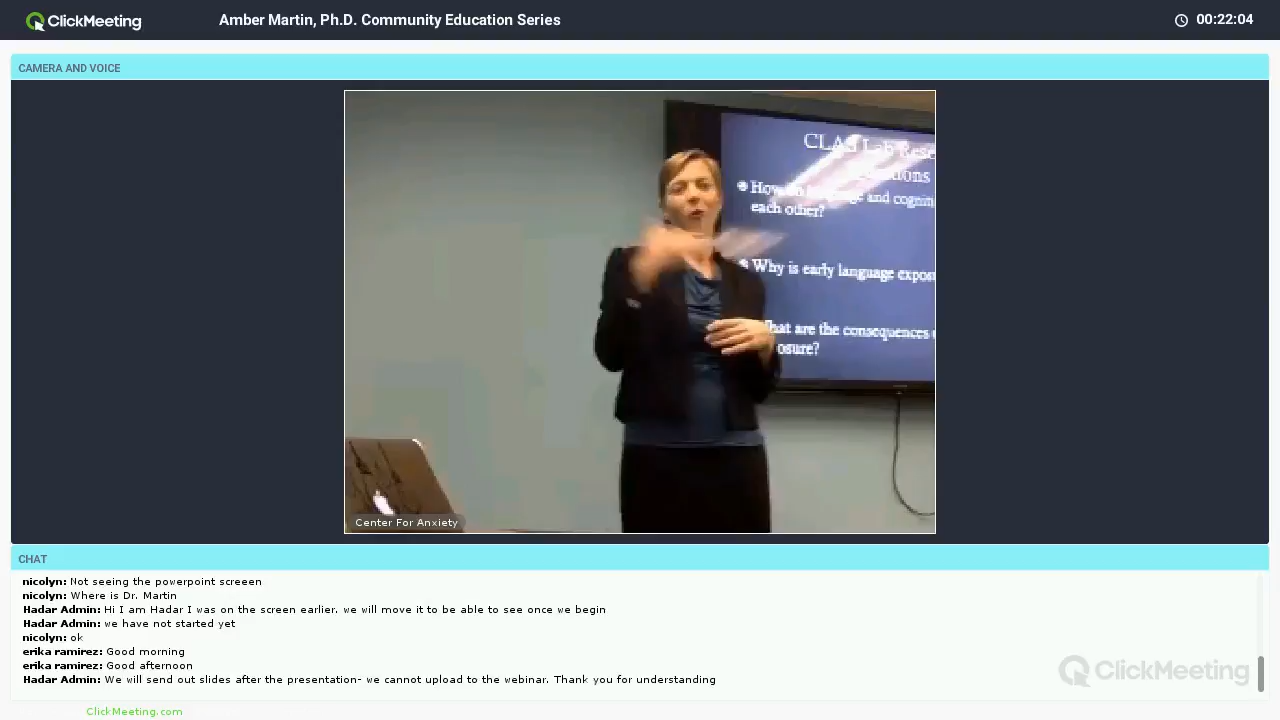 ClickMeeting
Amber Martin, Ph.D. Community Education Series
00:22:04
CAMERA AND VOICE
CLAS Lab
each other?
and
Why is early language
What are the consequences
Center For Anxiety
CHAT
nicolyn: Not seeing the powerpoint screeen
nicolyn: Where is Dr. Martin
Hadar Admin: Hi I am Hadar I was on the screen earlier. we will move it to be able to see once we begin
Hadar Admin: we have not started yet
nicolyn: ok
erika ramirez: Good morning
erika ramirez: Good afternoon
Hadar Admin: We will send out slides after the presentation- we cannot upload to the webinar. Thank you for understanding
ClickMeeting
ClickMeeting.com